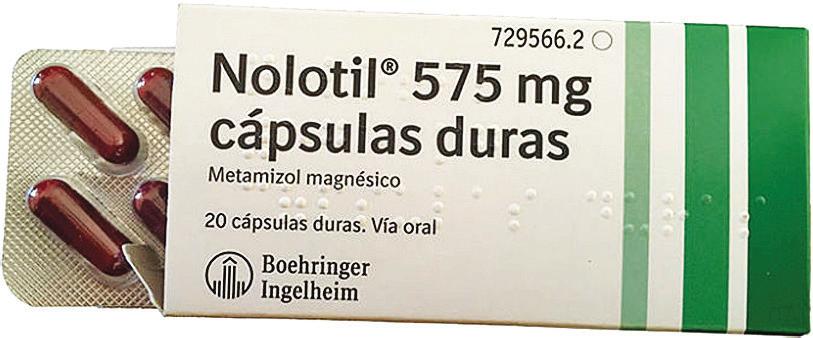 729566.2
Nolotil® 575 mg
cápsulas duras
Metamizol magnésico
20 cápsulas duras. Vía oral
Boehringer
Ingelheim